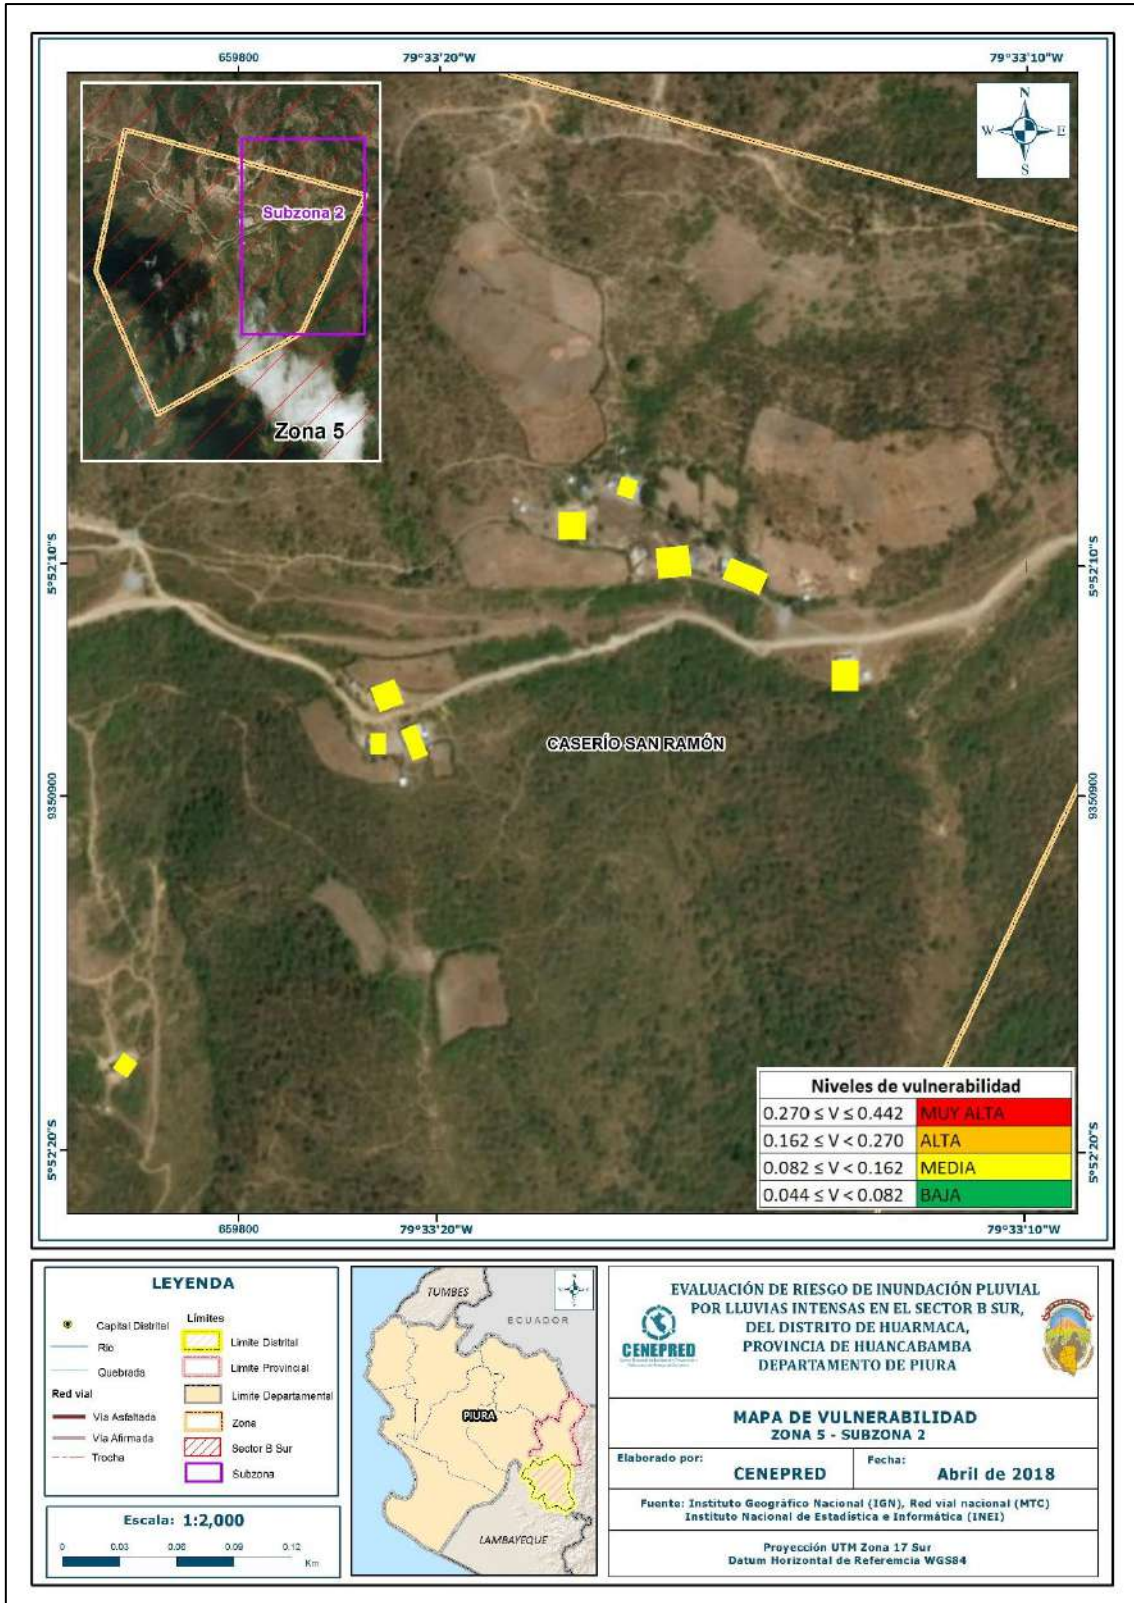 659800
79°33'20"W
79°33'10"W
N
W
E
S
Subzona 2
Zona 5
5°52'10"S
5°52'10"S
CASERÍO SAN RAMÓN
9350900
9350900
5°52'20"S
5°52'20"S
Niveles de vulnerabilidad
0.270 ≤ V ≤ 0.442 MUY ALTA
0.162 ≤ V < 0.270 ALTA
0.082 ≤ V < 0.162 MEDIA
0.044 ≤ V < 0.082 BAJA
659800
79°33'20"W
79°33'10"W
LEYENDA
Capital Distrital
Río
Quebrada
Red vial
Vía Asfaltada
Vía Afirmada
Trocha
Límites
Limite Distrital
Limite Provincial
Limite Departamental
Zona
Sector B Sur
Subzona
Escala: 1:2,000
0 0.03 0.06 0.09 0.12
Km
TUMBES
ECUADOR
PIURA
LAMBAYEQUE
EVALUACIÓN DE RIESGO DE INUNDACIÓN PLUVIAL
POR LLUVIAS INTENSAS EN EL SECTOR B SUR,
DEL DISTRITO DE HUARMACA,
PROVINCIA DE HUANCABAMBA
DEPARTAMENTO DE PIURA
CENEPRED
MAPA DE VULNERABILIDAD
ZONA 5 - SUBZONA 2
Elaborado por:
CENEPRED
Fecha:
Abril de 2018
Fuente: Instituto Geográfico Nacional (IGN), Red vial nacional (MTC)
Instituto Nacional de Estadística e Informática (INEI)
Proyección UTM Zona 17 Sur
Datum Horizontal de Referencia WGS84